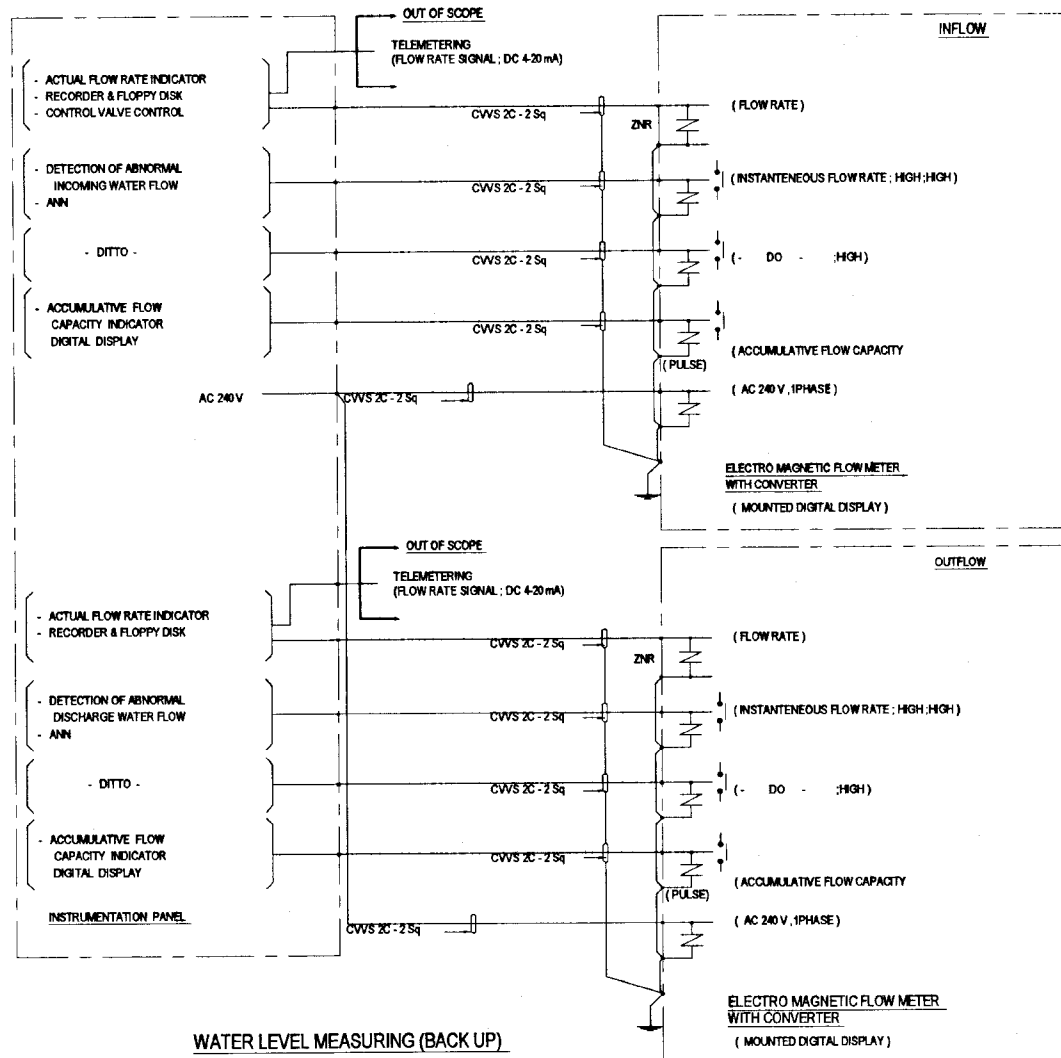 OUT OF SCOPE
TELEMETERING
(FLOW RATE SIGNAL ; DC 4-20 mA)
INFLOW
- ACTUAL FLOW RATE INDICATOR
- RECORDER & FLOPPY DISK
- CONTROL VALVE CONTROL
CVVS 2C - 2 Sq
ZNR
( FLOW RATE )
- DETECTION OF ABNORMAL
INCOMING WATER FLOW
- ANN
CVVS 2C - 2 Sq
(INSTANTENEOUS FLOW RATE ; HIGH ;HIGH )
- DITTO -
CVVS 2C - 2 Sq
( - DO - ;HIGH )
- ACCUMULATIVE FLOW
CAPACITY INDICATOR
DIGITAL DISPLAY
CVVS 2C - 2 Sq
(ACCUMULATIVE FLOW CAPACITY
( PULSE)
AC 240 V
CVVS 2C - 2 Sq
( AC 240 V ,1PHASE )
ELECTRO MAGNETIC FLOW METER
WITH CONVERTER
( MOUNTED DIGITAL DISPLAY )
OUT OF SCOPE
TELEMETERING
(FLOW RATE SIGNAL ; DC 4-20 mA)
OUTFLOW
- ACTUAL FLOW RATE INDICATOR
- RECORDER & FLOPPY DISK
CVVS 2C - 2 Sq
ZNR
( FLOW RATE )
- DETECTION OF ABNORMAL
DISCHARGE WATER FLOW
- ANN
CVVS 2C - 2 Sq
(INSTANTENEOUS FLOW RATE ; HIGH ;HIGH )
- DITTO -
CVVS 2C - 2 Sq
( - DO - ;HIGH )
- ACCUMULATIVE FLOW
CAPACITY INDICATOR
DIGITAL DISPLAY
CVVS 2C - 2 Sq
(ACCUMULATIVE FLOW CAPACITY
( PULSE)
INSTRUMENTATION PANEL
CVVS 2C - 2 Sq
( AC 240 V ,1PHASE )
ELECTRO MAGNETIC FLOW METER
WITH CONVERTER
( MOUNTED DIGITAL DISPLAY )
WATER LEVEL MEASURING (BACK UP)